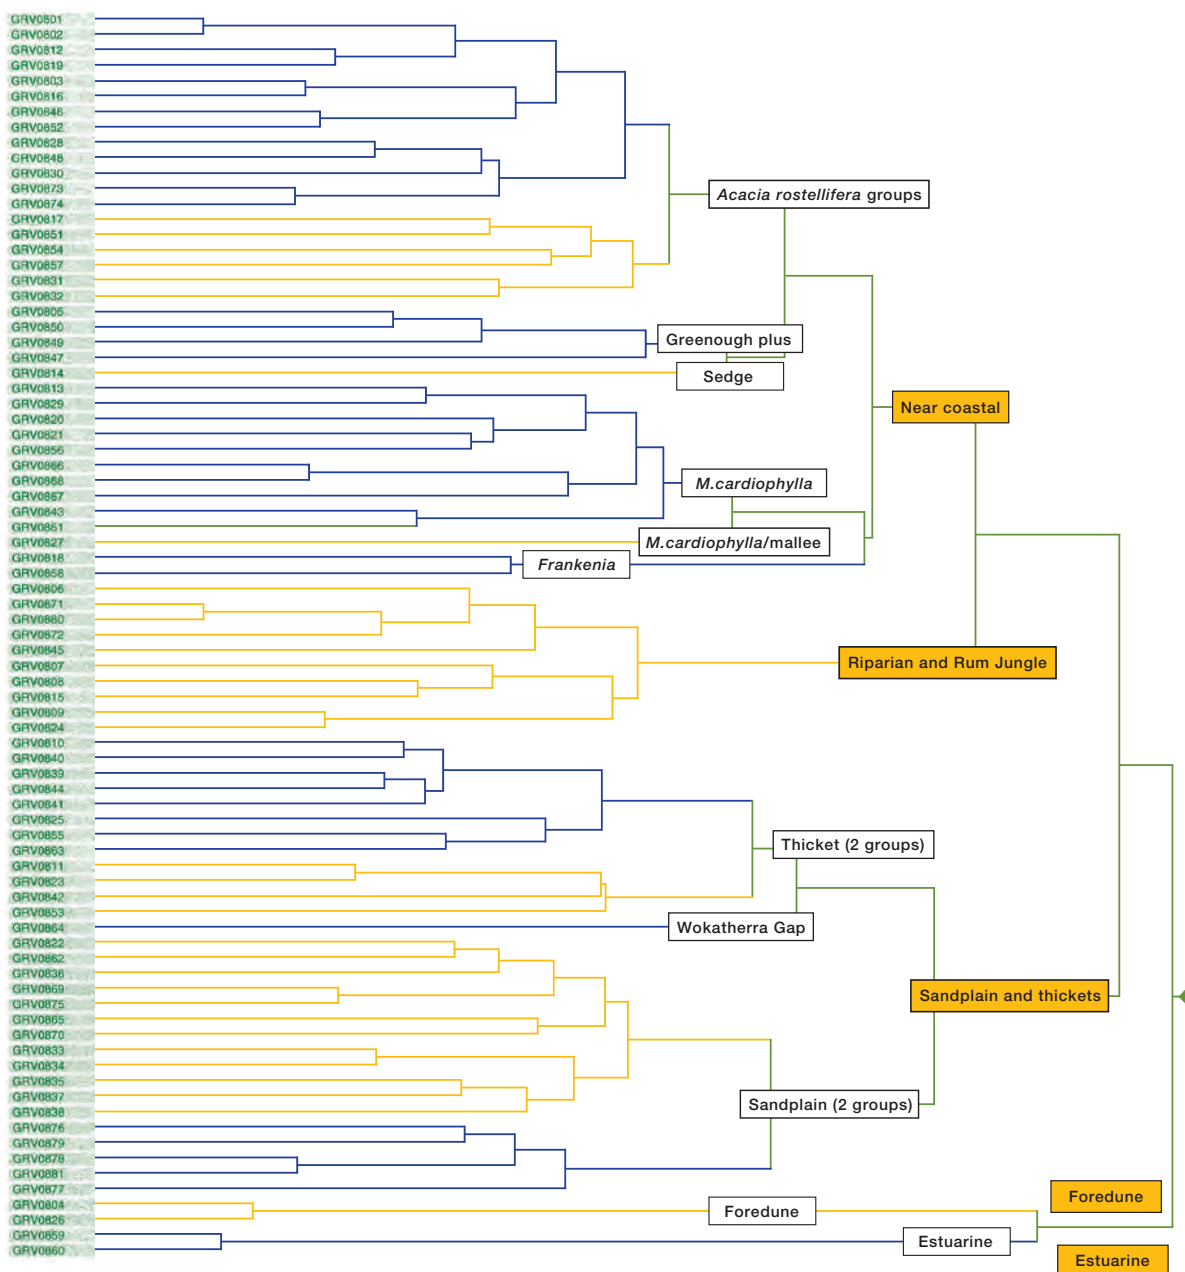 GRV0801
GRV0802
GRV0812
GRV0819
GRV0803
GRV0816
GRV0846
GRV0852
GRV0828
GRV0848
GRV0830
GRV0873
GRV0874
Acacia rostellifera groups
GRV0817
GRV0851
GRV0854
GRV0857
GRV0831
GRV0832
GRV0805
GRV0850
GRV0849
Greenough plus
GRV0847
GRV0814
Sedge
GRV0813
GRV0829
Near coastal
GRV0820
GRV0821
GRV0856
GRV0866
GRV0868
M.cardiophylla
GRV0867
GRV0843
GRV0861
GRV0827
M.cardiophylla/mallee
GRV0818
Frankenia
GRV0858
GRV0806
GRV0871
GRV0880
GRV0872
GRV0845
Riparian and Rum Jungle
GRV0807
GRV0808
GRV0815
GRV0809
GRV0824
GRV0810
GRV0840
GRV0839
GRV0844
GRV0841
GRV0825
GRV0855
Thicket (2 groups)
GRV0863
GRV0811
GRV0823
GRV0842
GRV0853
GRV0864
Wokatherra Gap
GRV0822
GRV0862
GRV0836
GRV0869
Sandplain and thickets
GRV0875
GRV0865
GRV0870
GRV0833
GRV0834
GRV0835
GRV0837
Sandplain (2 groups)
GRV0838
GRV0876
GRV0879
GRV0878
GRV0881
GRV0877
Foredune
GRV0804
Foredune
GRV0826
GRV0859
Estuarine
GRV0860
Estuarine